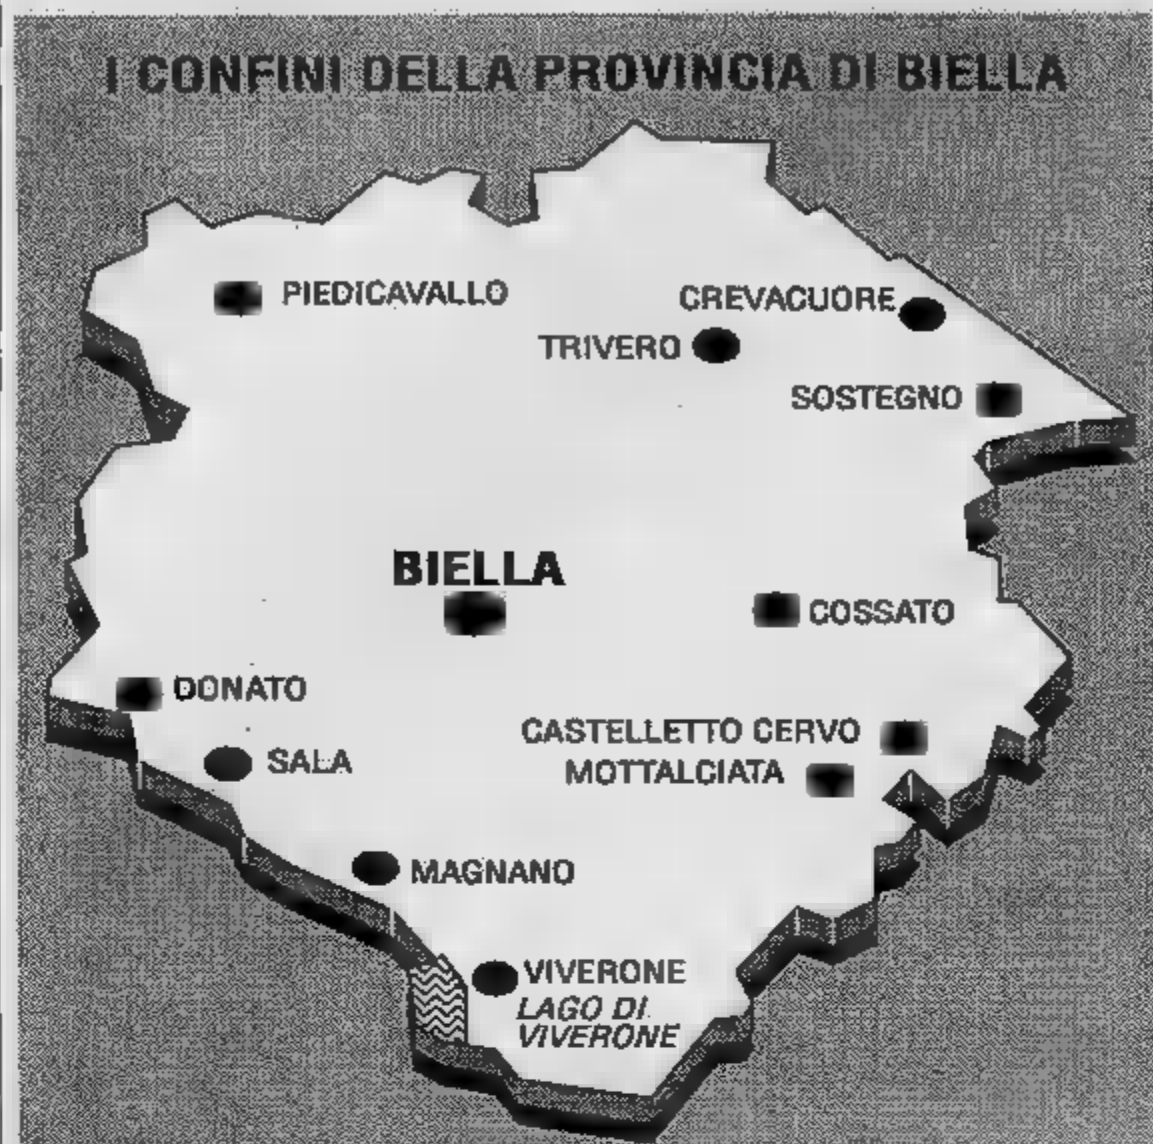 I CONFINI DELLA PROVINCIA DI BIELLA
PIEDICAVALLO
CREVACUORE
TRIVERO
SOSTEGNO
BIELLA
COSSATO
DONATO
CASTELLETTO CERVO
SALA
MOTTALCIATA
MAGNANO
VIVERONE
LAGO DI
VIVERONE